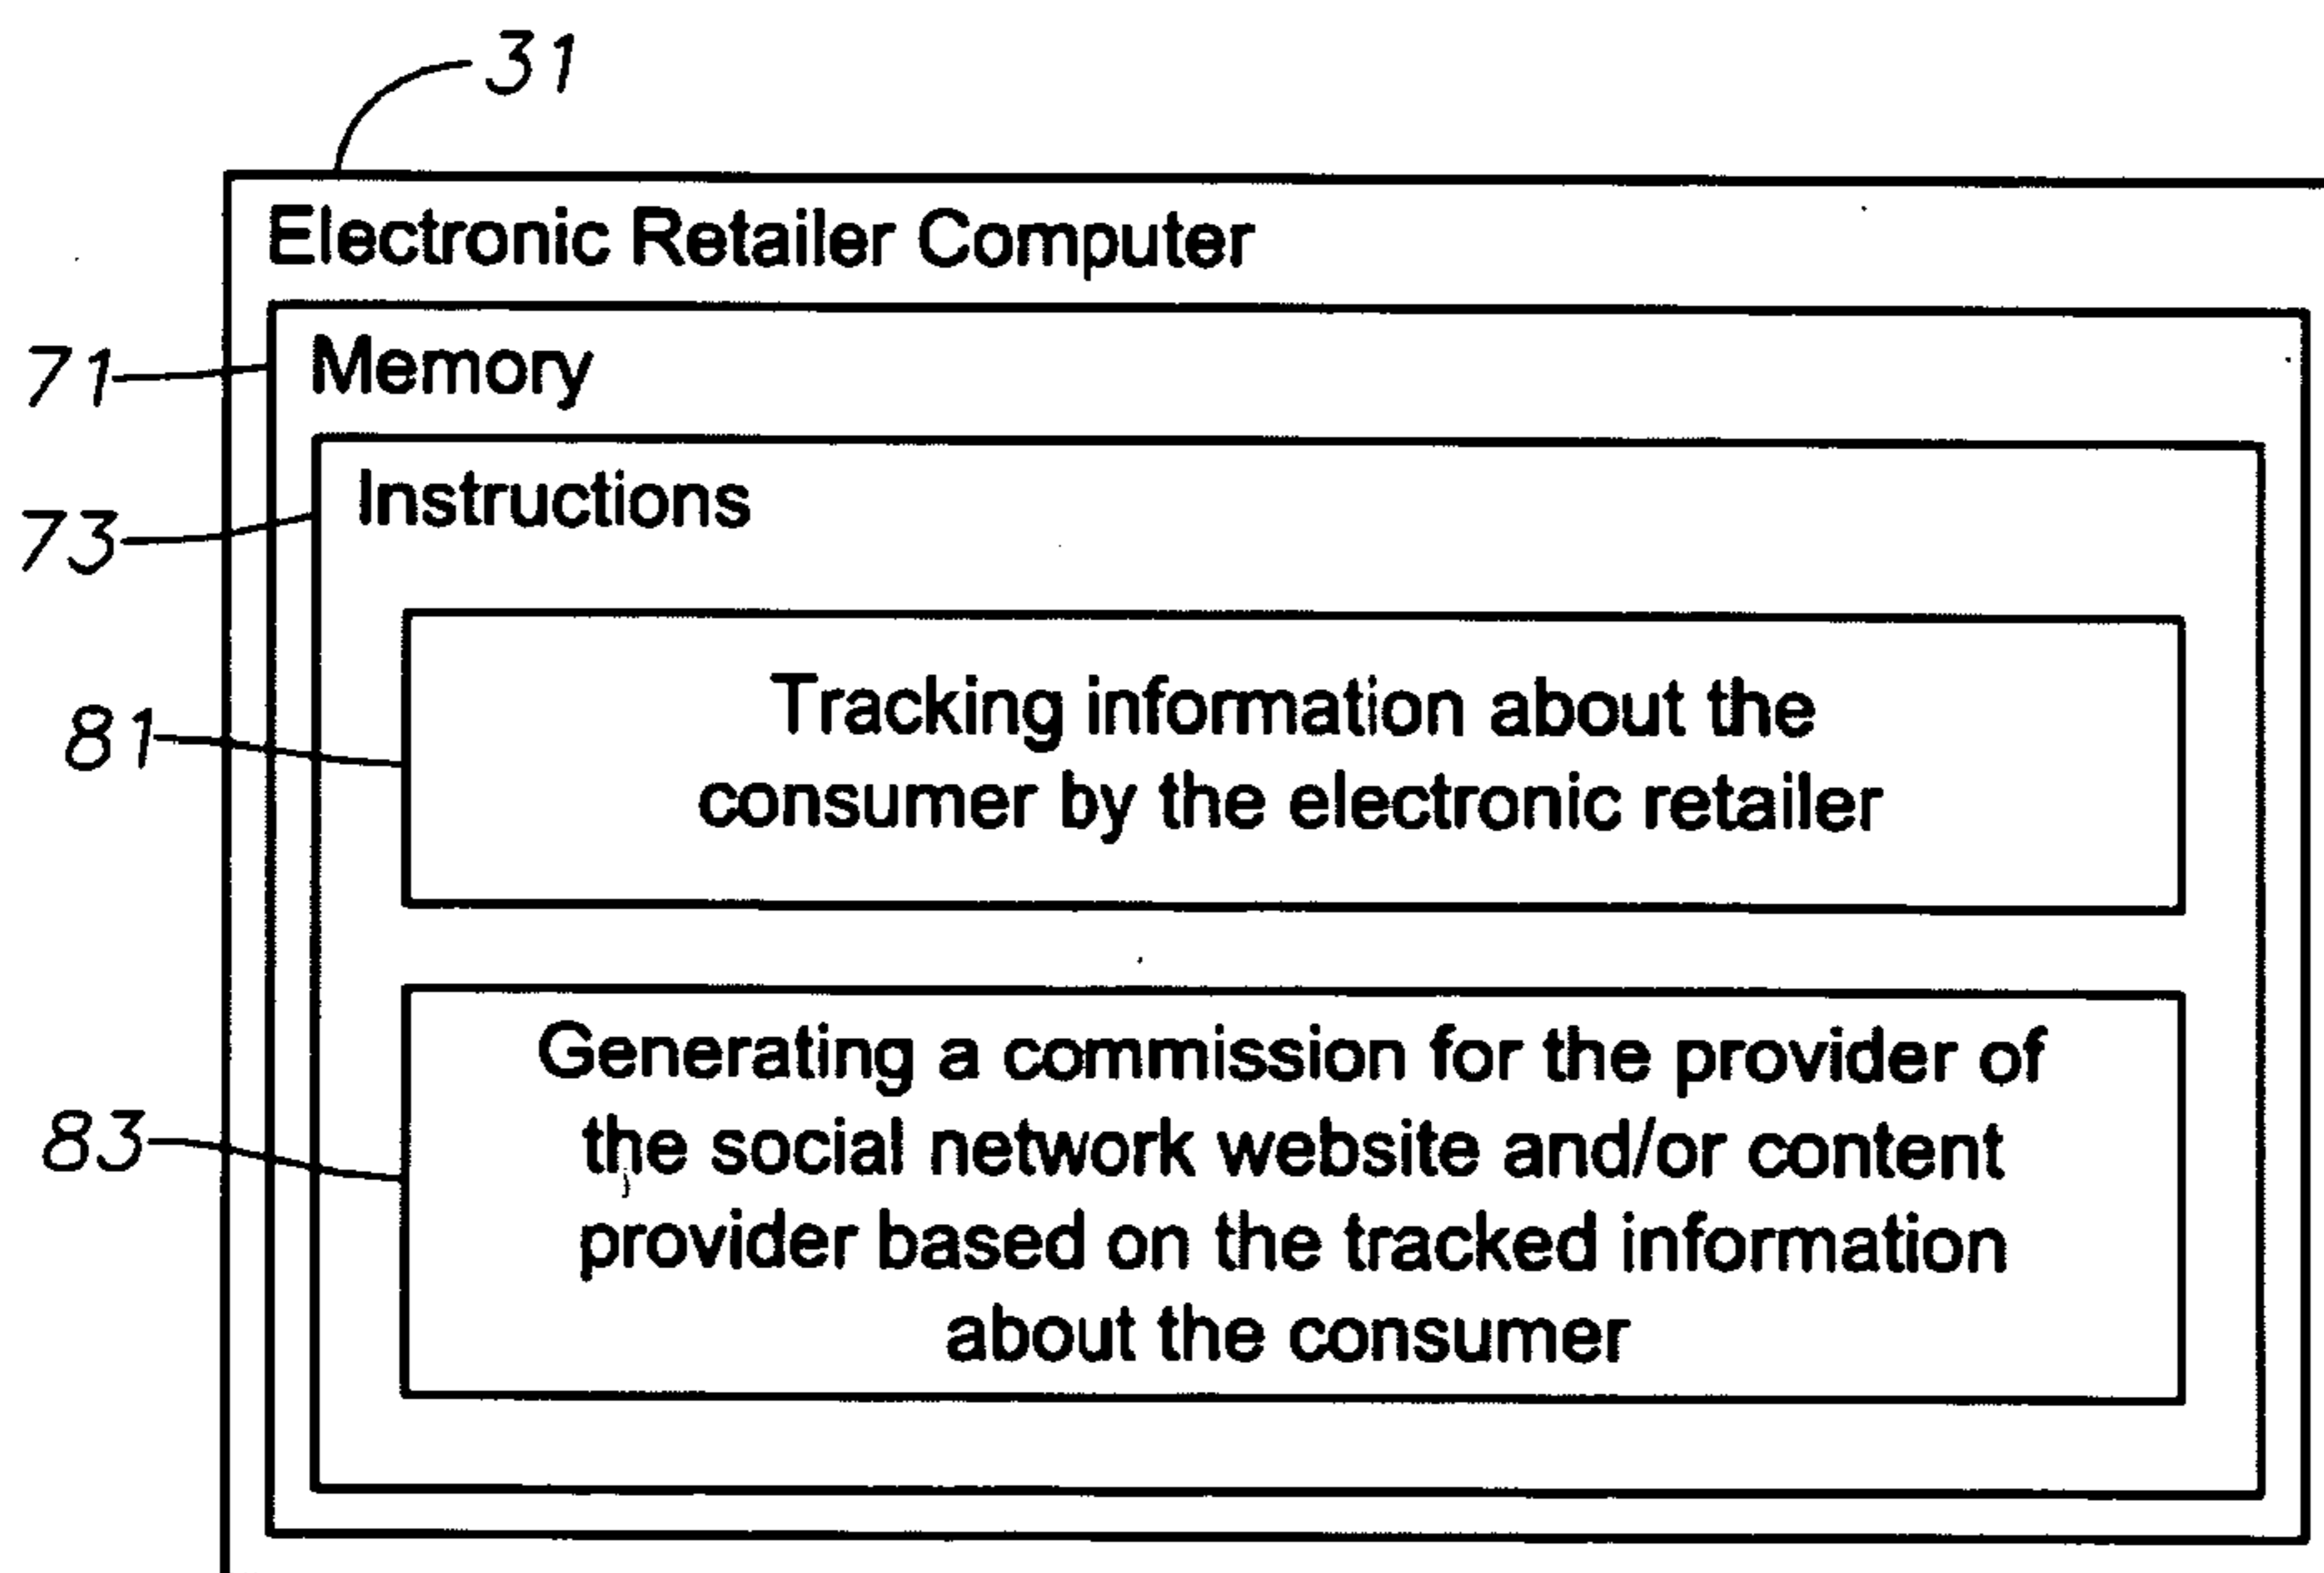 31
Electronic Retailer Computer
71
Memory
73
Instructions
81
Tracking information about the
consumer by the electronic retailer
83
Generating a commission for the provider of
the social network website and/or content
provider based on the tracked information
about the consumer